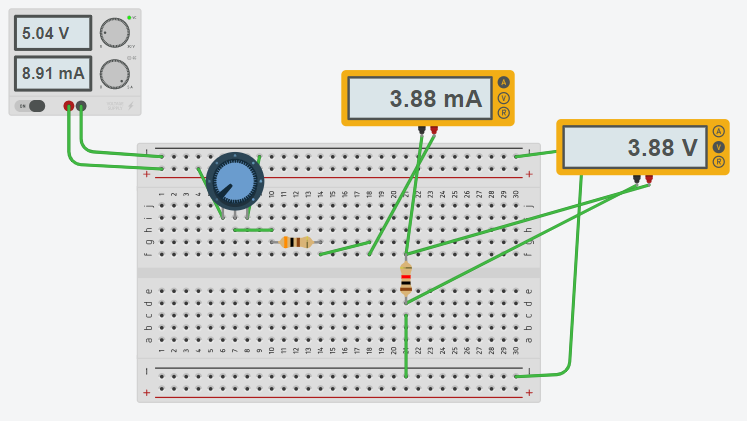 5.04 V
8.91 mA
ON
3.88 mA
A
V
R
3.88 V
A
V
R
1 2 3 4 5 6 7 8 9 10 11 12 13 14 15 16 17 18 19 20 21 22 23 24 25 26 27 28 29 30
j j
i i
h h
g g
f f
e e
d d
c c
b b
a a
1 2 3 4 5 6 7 8 9 10 11 12 13 14 15 16 17 18 19 20 21 22 23 24 25 26 27 28 29 30